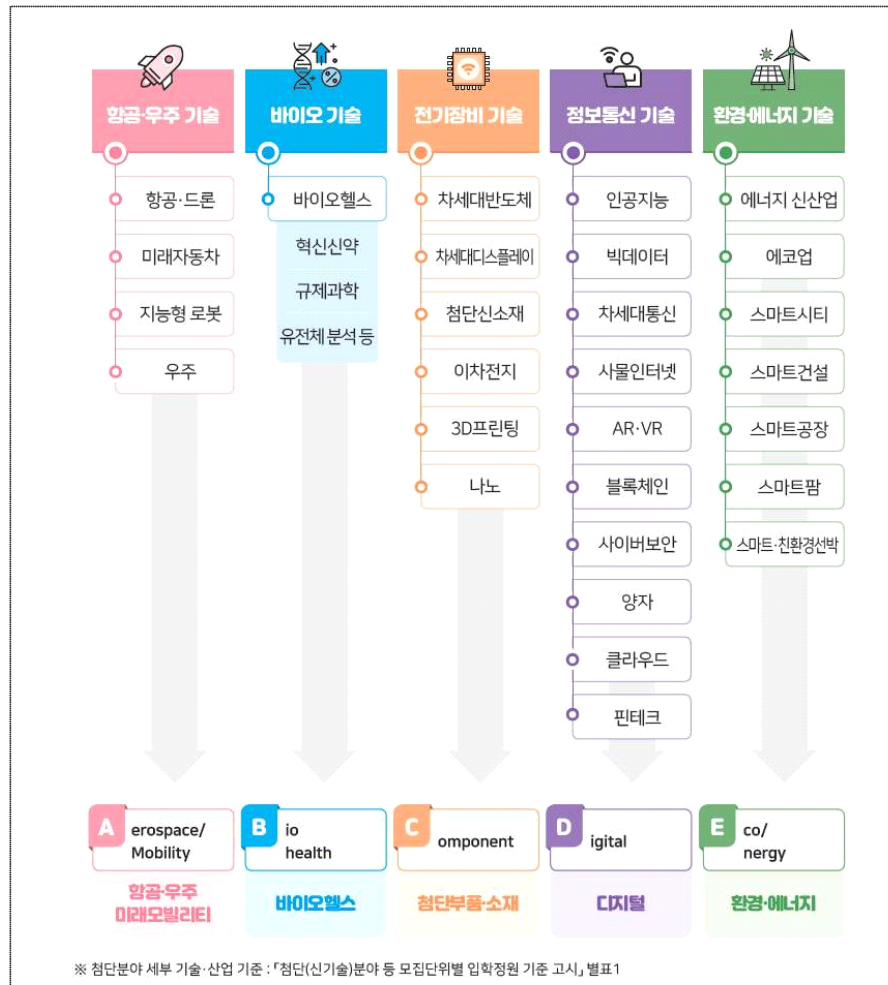 항공·우주 기술
바이오 기술
전기장비 기술
정보통신 기술
환경·에너지 기술
항공·드론
미래자동차
지능형 로봇
우주
바이오헬스
혁신신약
규제과학
유전체 분석 등
차세대반도체
차세대디스플레이
첨단신소재
이차전지
3D프린팅
나노
인공지능
빅데이터
차세대통신
사물인터넷
AR·VR
블록체인
사이버보안
양자
클라우드
핀테크
에너지 신산업
에코업
스마트시티
스마트건설
스마트공장
스마트팜
스마트·친환경선박
A erospace/
Mobility
항공·우주
미래모빌리티
B io
health
바이오헬스
C omponent
첨단부품·소재
D igital
디지털
E co/
nergy
환경·에너지
※ 첨단분야 세부 기술·산업 기준 : 「첨단(신기술)분야 등 모집단위별 입학정원 기준 고시」 별표1